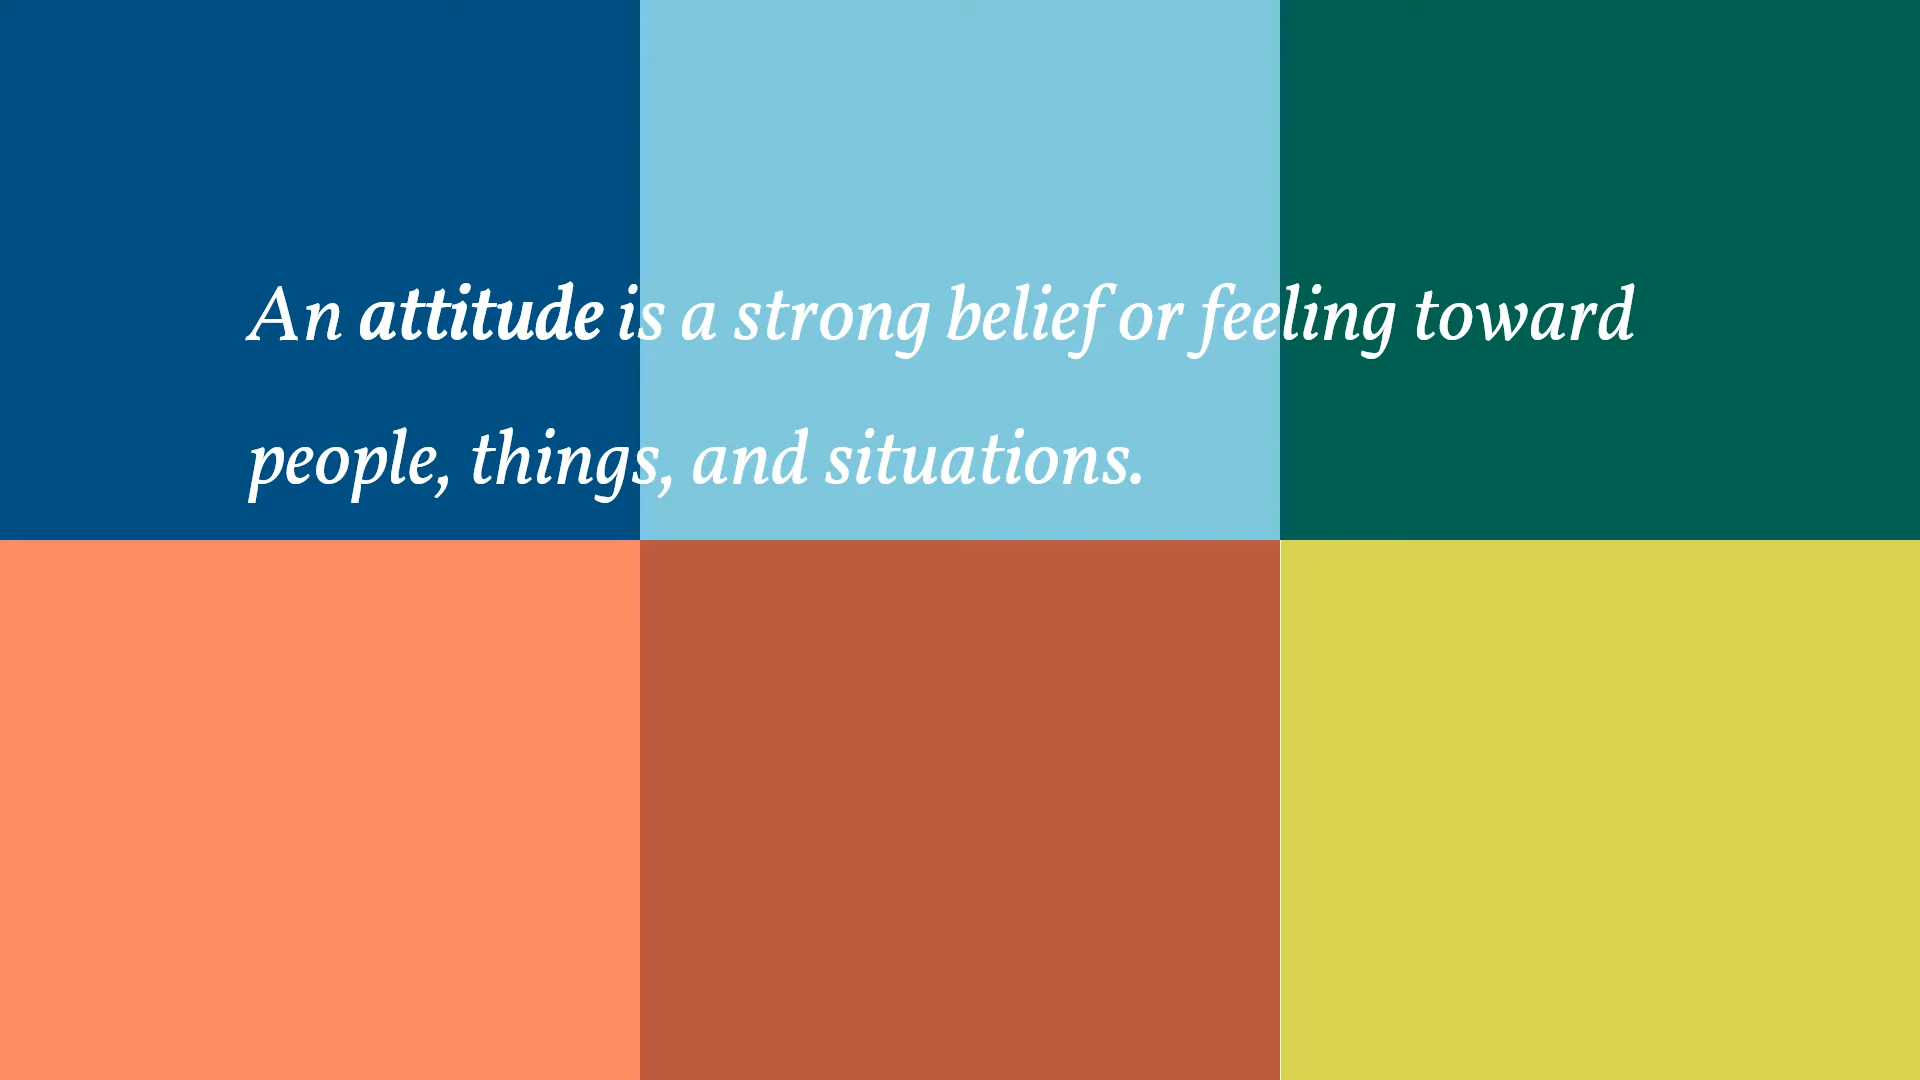 An attitude is a strong belief or feeling toward
people, things, and situations.